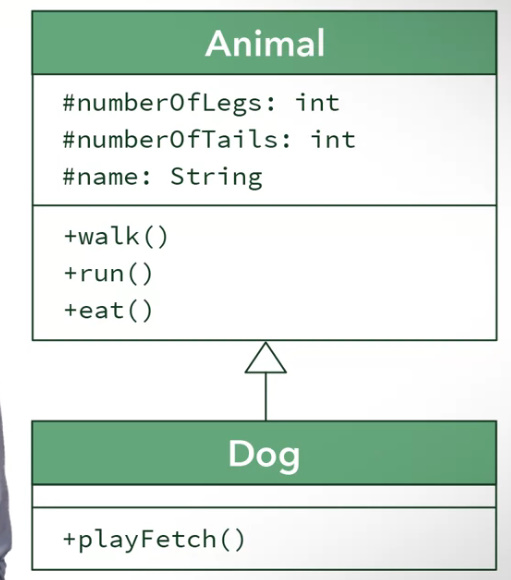 Animal
#numberOfLegs: int
#numberOfTails: int
#name: String
+walk()
+run()
+eat()
Dog
+playFetch()